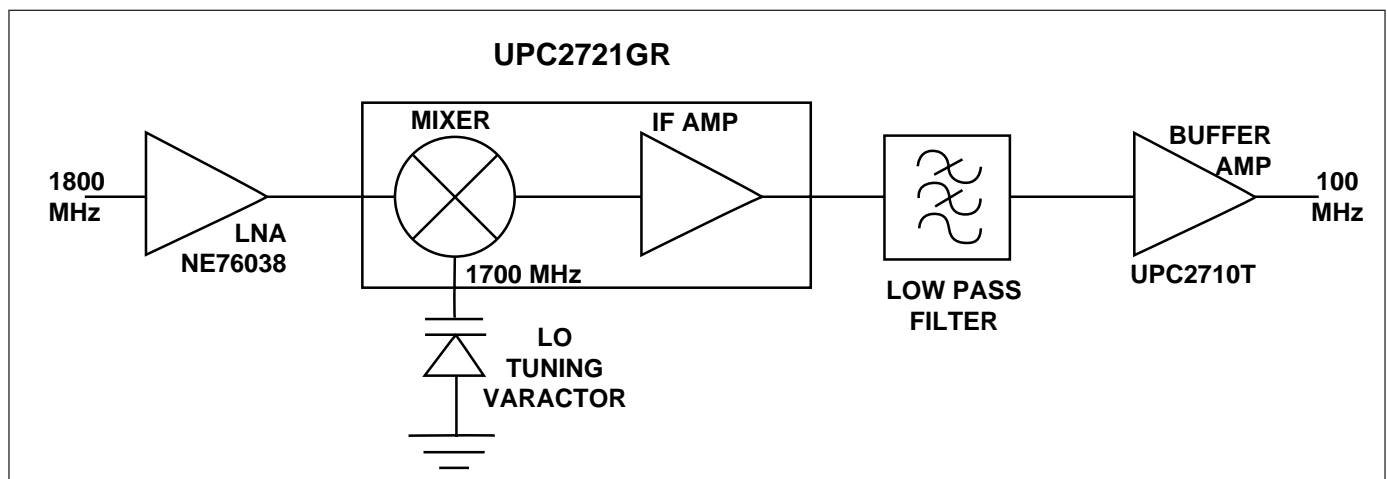 UPC2721GR
1800
MHz
LNA
NE76038
MIXER
1700 MHz
LO
TUNING
VARACTOR
IF AMP
LOW PASS
FILTER
BUFFER
AMP
UPC2710T
100
MHz